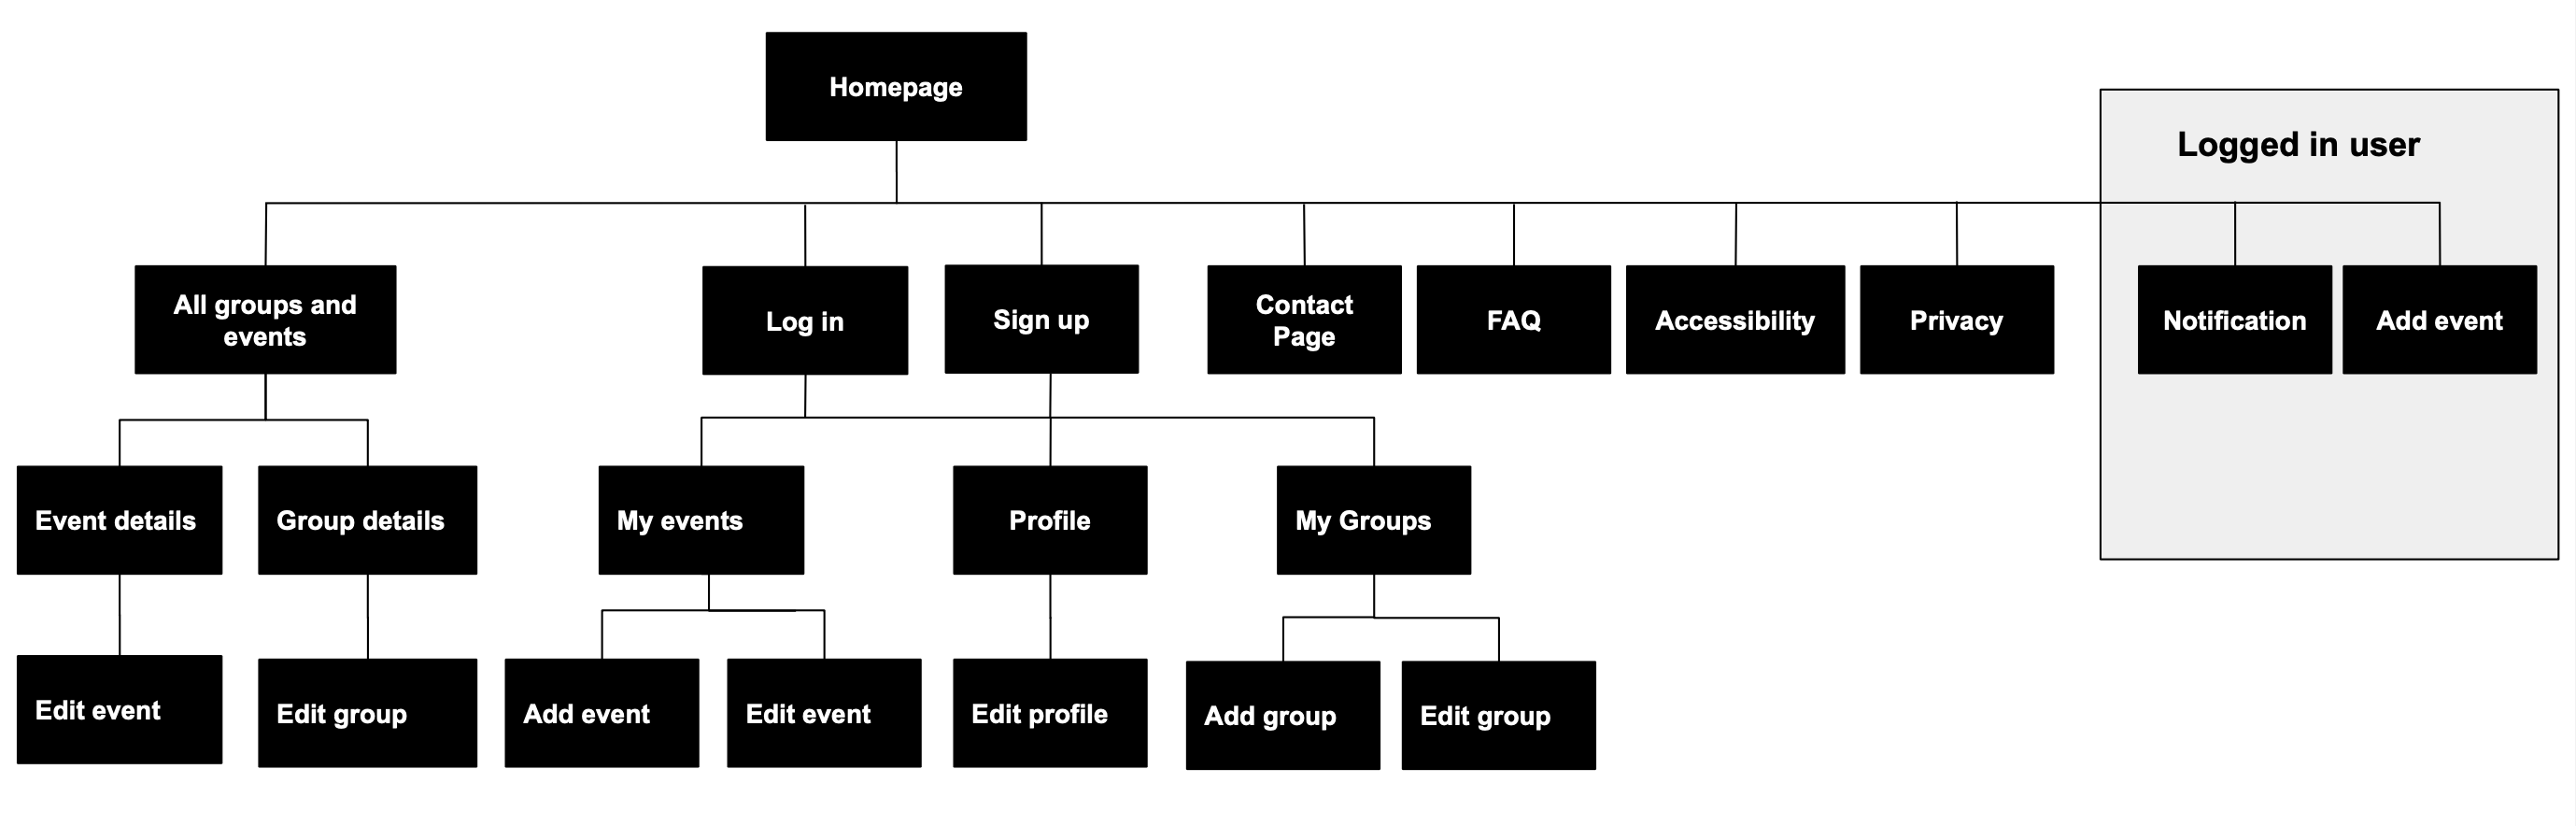 Homepage
Logged in user
All groups and
events
Log in
Sign up
Contact
Page
FAQ
Accessibility
Privacy
Notification
Add event
Event details
Group details
My events
Profile
My Groups
Edit event
Edit group
Add event
Edit event
Edit profile
Add group
Edit group